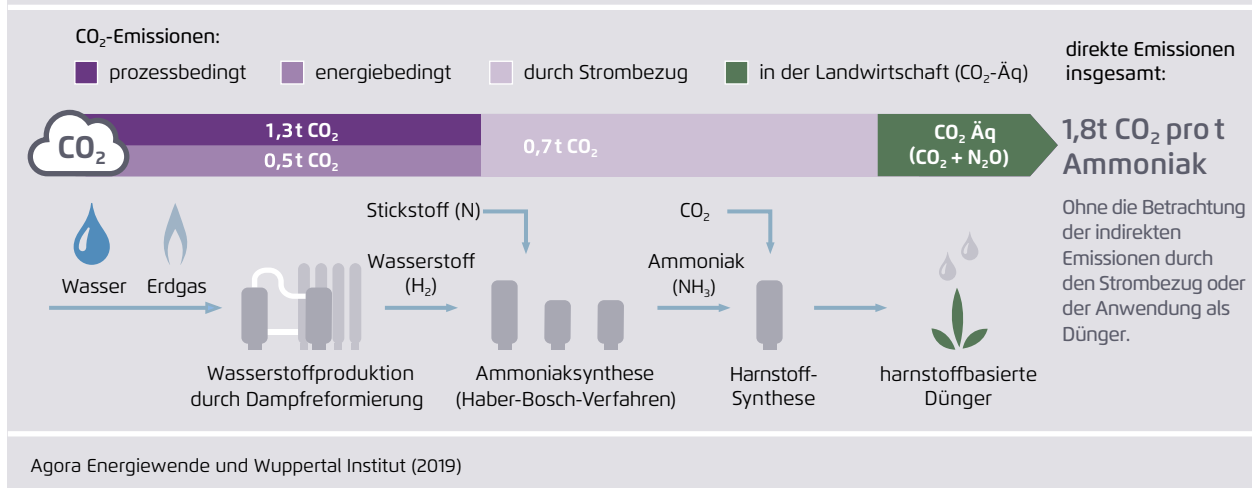 CO₂-Emissionen:
prozessbedingt
energiebedingt
durch Strombezug
in der Landwirtschaft (CO₂-Äq)
direkte Emissionen
insgesamt:
CO₂
1,3 t CO₂
0,5 t CO₂
0,7 t CO₂
CO₂ Äq
(CO₂ + N₂O)
1,8t CO₂ pro t
Ammoniak
Ohne die Betrachtung
der indirekten
Emissionen durch
den Strombezug oder
der Anwendung als
Dünger.
Wasser
Erdgas
Stickstoff (N)
Wasserstoff
(H₂)
CO₂
Ammoniak
(NH₃)
Wasserstoffproduktion
durch Dampfreformierung
Ammoniaksynthese
(Haber-Bosch-Verfahren)
Harnstoff-
Synthese
harnstoffbasierte
Dünger
Agora Energiewende und Wuppertal Institut (2019)